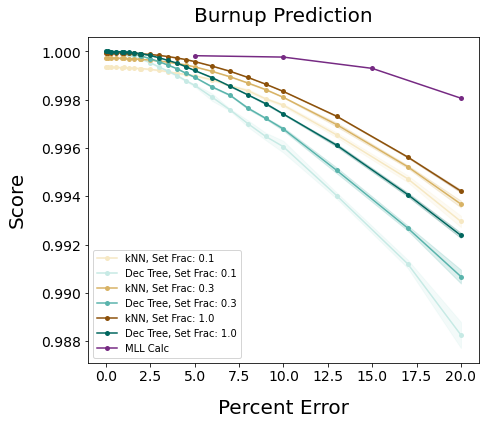 Burnup Prediction
Score
1.000
0.998
0.996
0.994
0.992
0.990
0.988
kNN, Set Frac: 0.1
Dec Tree, Set Frac: 0.1
kNN, Set Frac: 0.3
Dec Tree, Set Frac: 0.3
kNN, Set Frac: 1.0
Dec Tree, Set Frac: 1.0
MLL Calc
0.0 2.5 5.0 7.5 10.0 12.5 15.0 17.5 20.0
Percent Error